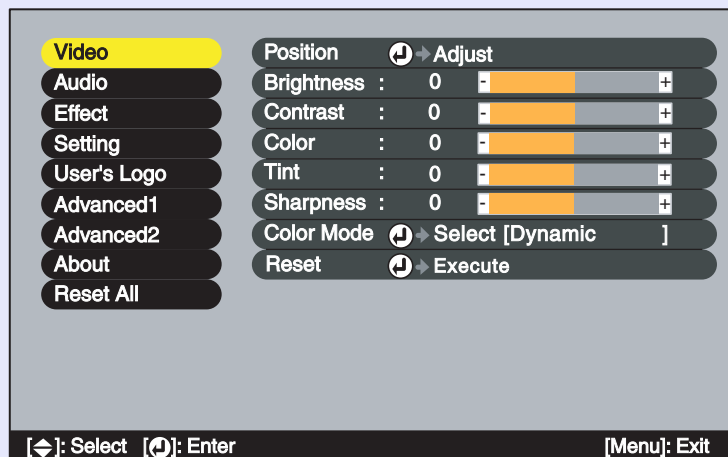 Video
Audio
Effect
Setting
User's Logo
Advanced1
Advanced2
About
Reset All
Position Adjust
Brightness : 0 - +
Contrast : 0 - +
Color : 0 - +
Tint : 0 - +
Sharpness : 0 - +
Color Mode Select [Dynamic ]
Reset Execute
[ ]: Select [ ]: Enter [Menu]: Exit